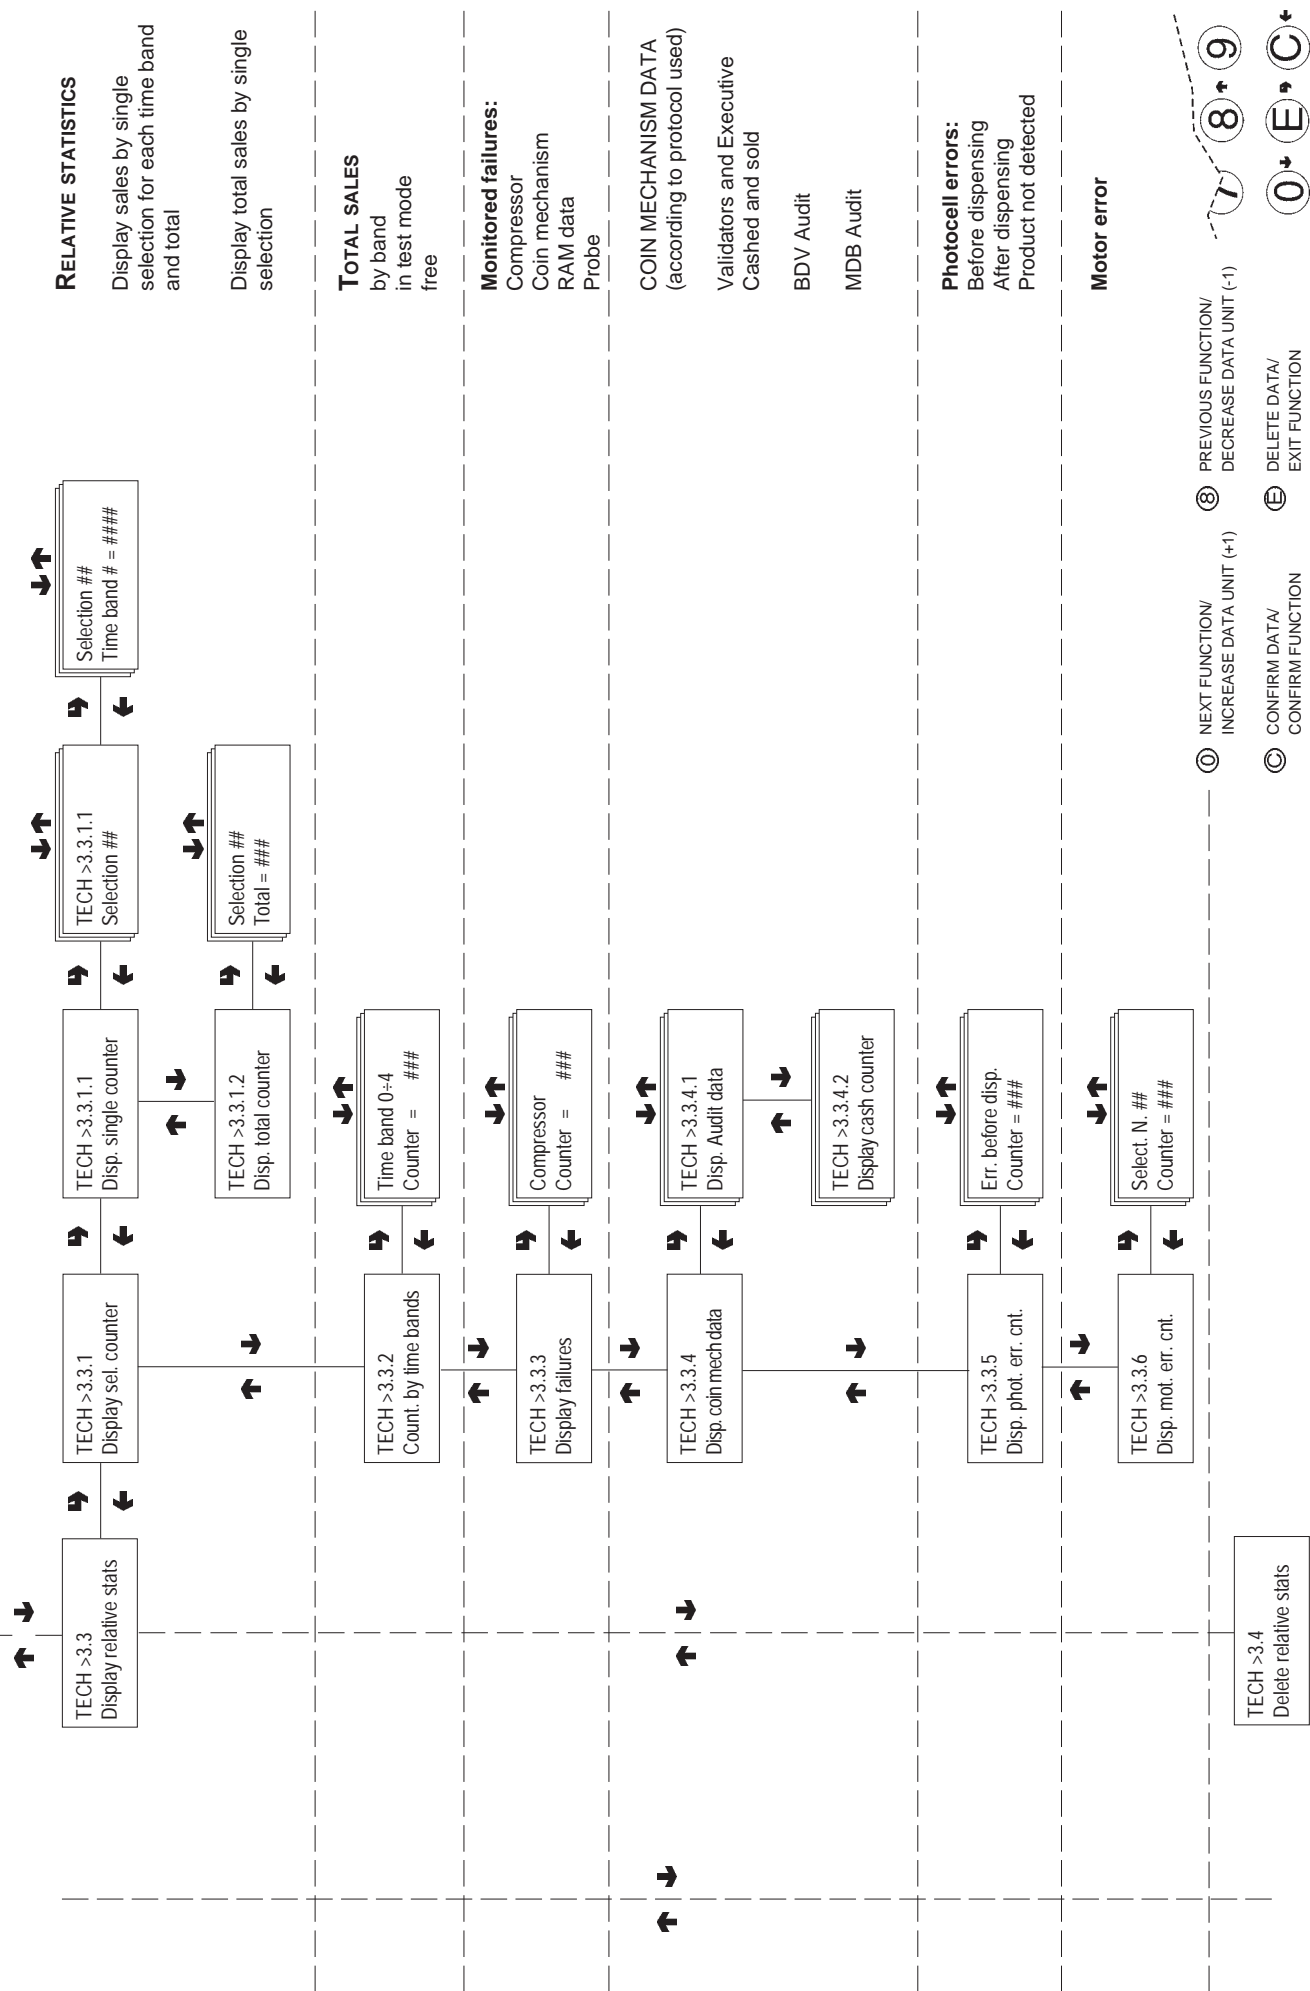 RELATIVE STATISTICS
Display sales by single
selection for each time band
and total
Display total sales by single
selection
TOTAL SALES
by band
in test mode
free
Monitored failures:
Compressor
Coin mechanism
RAM data
Probe
COIN MECHANISM DATA
(according to protocol used)
Validators and Executive
Cashed and sold
BDV Audit
MDB Audit
Photocell errors:
Before dispensing
After dispensing
Product not detected
Motor error
TECH >3.3
Display relative stats
TECH >3.3.1
Display sel. counter
TECH >3.3.1.1
Disp. single counter
TECH >3.3.1.1
Selection ##
Selection ##
Time band # = ####
TECH >3.3.1.2
Disp. total counter
Selection ##
Total = ###
TECH >3.3.2
Count. by time bands
Time band 0÷4
Counter = ###
TECH >3.3.3
Display failures
Compressor
Counter = ###
TECH >3.3.4
Disp. coin mech data
TECH >3.3.4.1
Disp. Audit data
TECH >3.3.4.2
Display cash counter
TECH >3.3.5
Disp. phot. err. cnt.
Err. before disp.
Counter = ###
TECH >3.3.6
Disp. mot. err. cnt.
Select. N. ##
Counter = ###
TECH >3.4
Delete relative stats
0 NEXT FUNCTION/
INCREASE DATA UNIT (+1)
8 PREVIOUS FUNCTION/
DECREASE DATA UNIT (-1)
C CONFIRM DATA/
CONFIRM FUNCTION
E DELETE DATA/
EXIT FUNCTION
7 8 9
0 E C